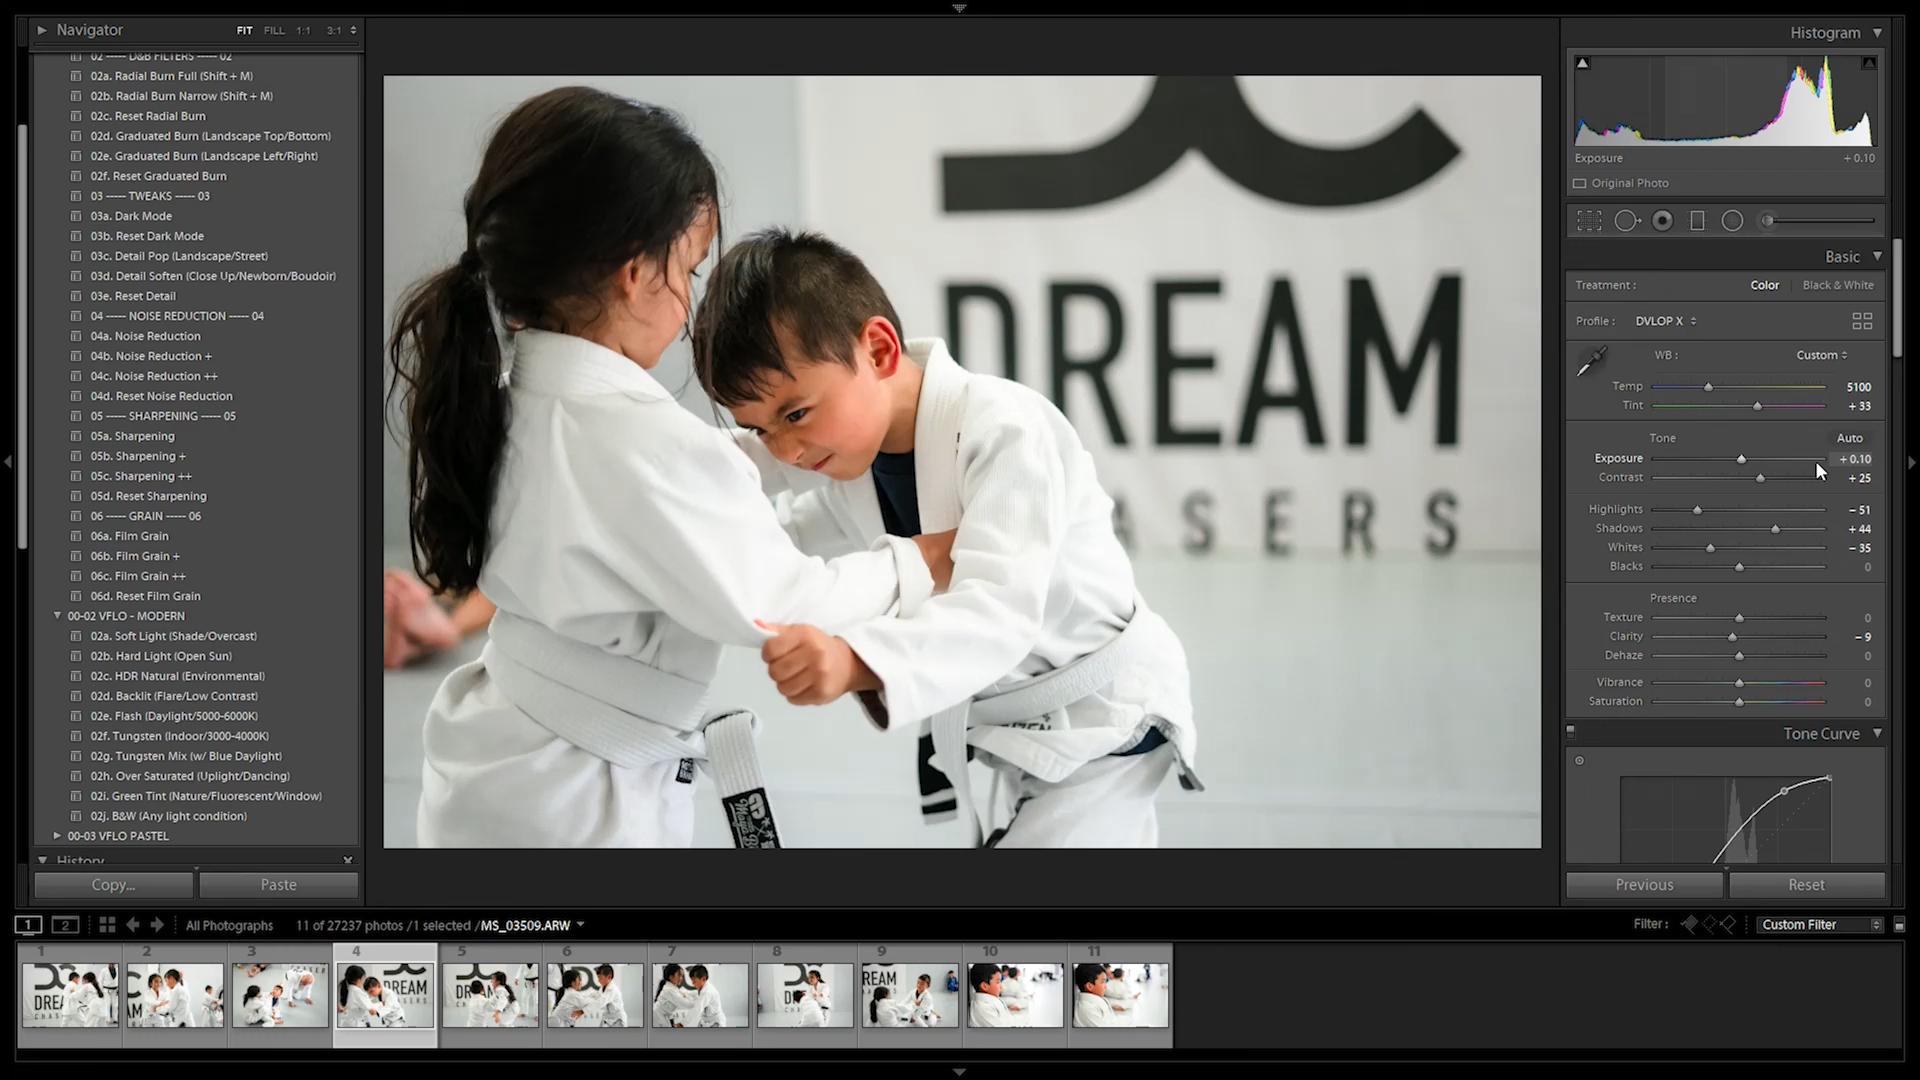 Navigator FIT FILL 1:1 3:1
02 ----- D&B FILTERS ----- 02
02a. Radial Burn Full (Shift + M)
02b. Radial Burn Narrow (Shift + M)
02c. Reset Radial Burn
02d. Graduated Burn (Landscape Top/Bottom)
02e. Graduated Burn (Landscape Left/Right)
02f. Reset Graduated Burn
03 ----- TWEAKS ----- 03
03a. Dark Mode
03b. Reset Dark Mode
03c. Detail Pop (Landscape/Street)
03d. Detail Soften (Close Up/Newborn/Boudoir)
03e. Reset Detail
04 ----- NOISE REDUCTION ----- 04
04a. Noise Reduction
04b. Noise Reduction +
04c. Noise Reduction ++
04d. Reset Noise Reduction
05 ----- SHARPENING ----- 05
05a. Sharpening
05b. Sharpening +
05c. Sharpening ++
05d. Reset Sharpening
06 ----- GRAIN ----- 06
06a. Film Grain
06b. Film Grain +
06c. Film Grain ++
06d. Reset Film Grain
00-02 VFLO - MODERN
02a. Soft Light (Shade/Overcast)
02b. Hard Light (Open Sun)
02c. HDR Natural (Environmental)
02d. Backlit (Flare/Low Contrast)
02e. Flash (Daylight/5000-6000K)
02f. Tungsten (Indoor/3000-4000K)
02g. Tungsten Mix (w/ Blue Daylight)
02h. Over Saturated (Uplight/Dancing)
02i. Green Tint (Nature/Fluorescent/Window)
02j. B&W (Any light condition)
00-03 VFLO PASTEL
History
Copy... Paste
DREAM
ASERS
Histogram
Exposure + 0.10
Original Photo
Basic
Treatment : Color Black & White
Profile : DVLOP X
WB : Custom
Temp 5100
Tint + 33
Tone Auto
Exposure + 0.10
Contrast + 25
Highlights - 51
Shadows + 44
Whites - 35
Blacks 0
Presence
Texture 0
Clarity - 9
Dehaze 0
Vibrance 0
Saturation 0
Tone Curve
Previous Reset
1 2 All Photographs 11 of 27237 photos /1 selected /MS_03509.ARW Filter : Custom Filter
1 2 3 4 5 6 7 8 9 10 11